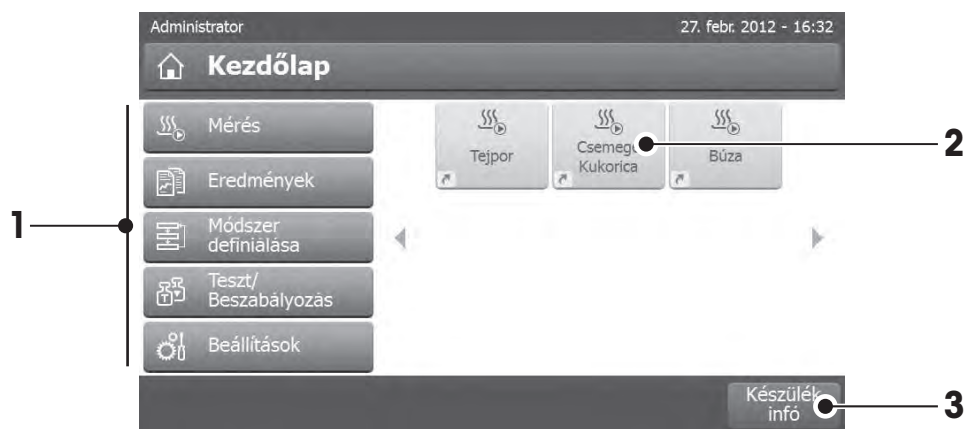 Administrator
27. febr. 2012 - 16:32
Kezdőlap
1
Mérés
Eredmények
Módszer
definiálása
Teszt/
Beszabályozás
Beállítások
Tejpor
Kukorica
Búza
2
Készülék
infó
3